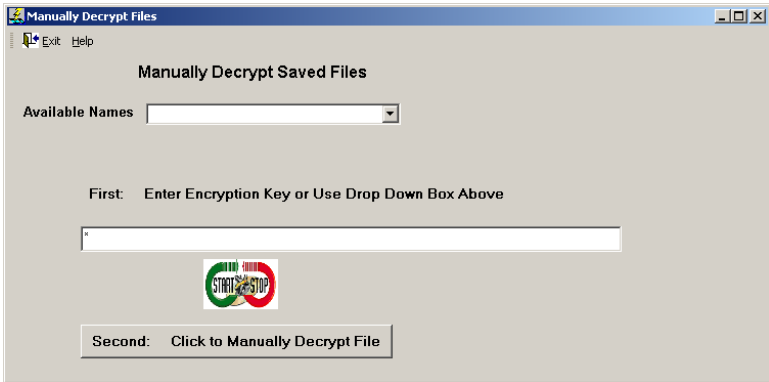 Manually Decrypt Files
Exit Help
Manually Decrypt Saved Files
Available Names
First: Enter Encryption Key or Use Drop Down Box Above
*
START STOP
Second: Click to Manually Decrypt File